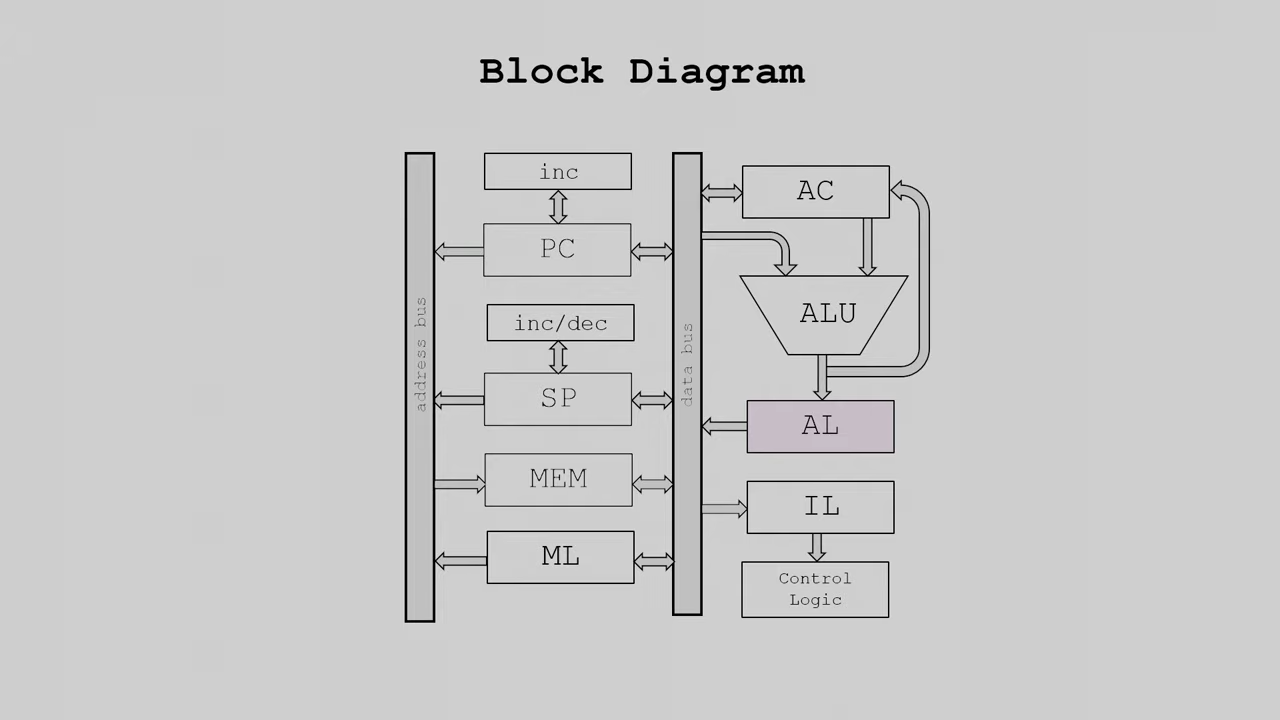 Block Diagram
address bus
inc
PC
inc/dec
SP
MEM
ML
data bus
AC
ALU
AL
IL
Control
Logic